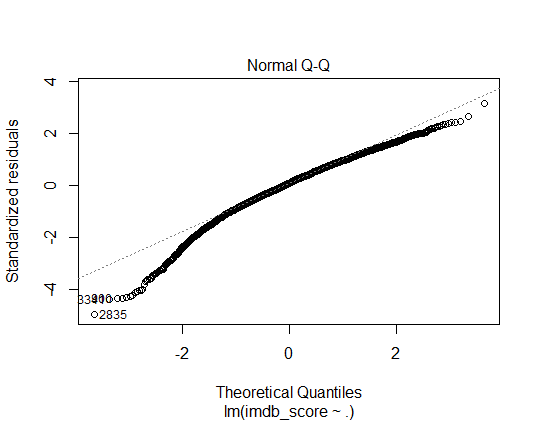 Normal Q-Q
4
2
0
-2
-4
Standardized residuals
2835
-2
0
2
Theoretical Quantiles
lm(imdb_score ~ .)